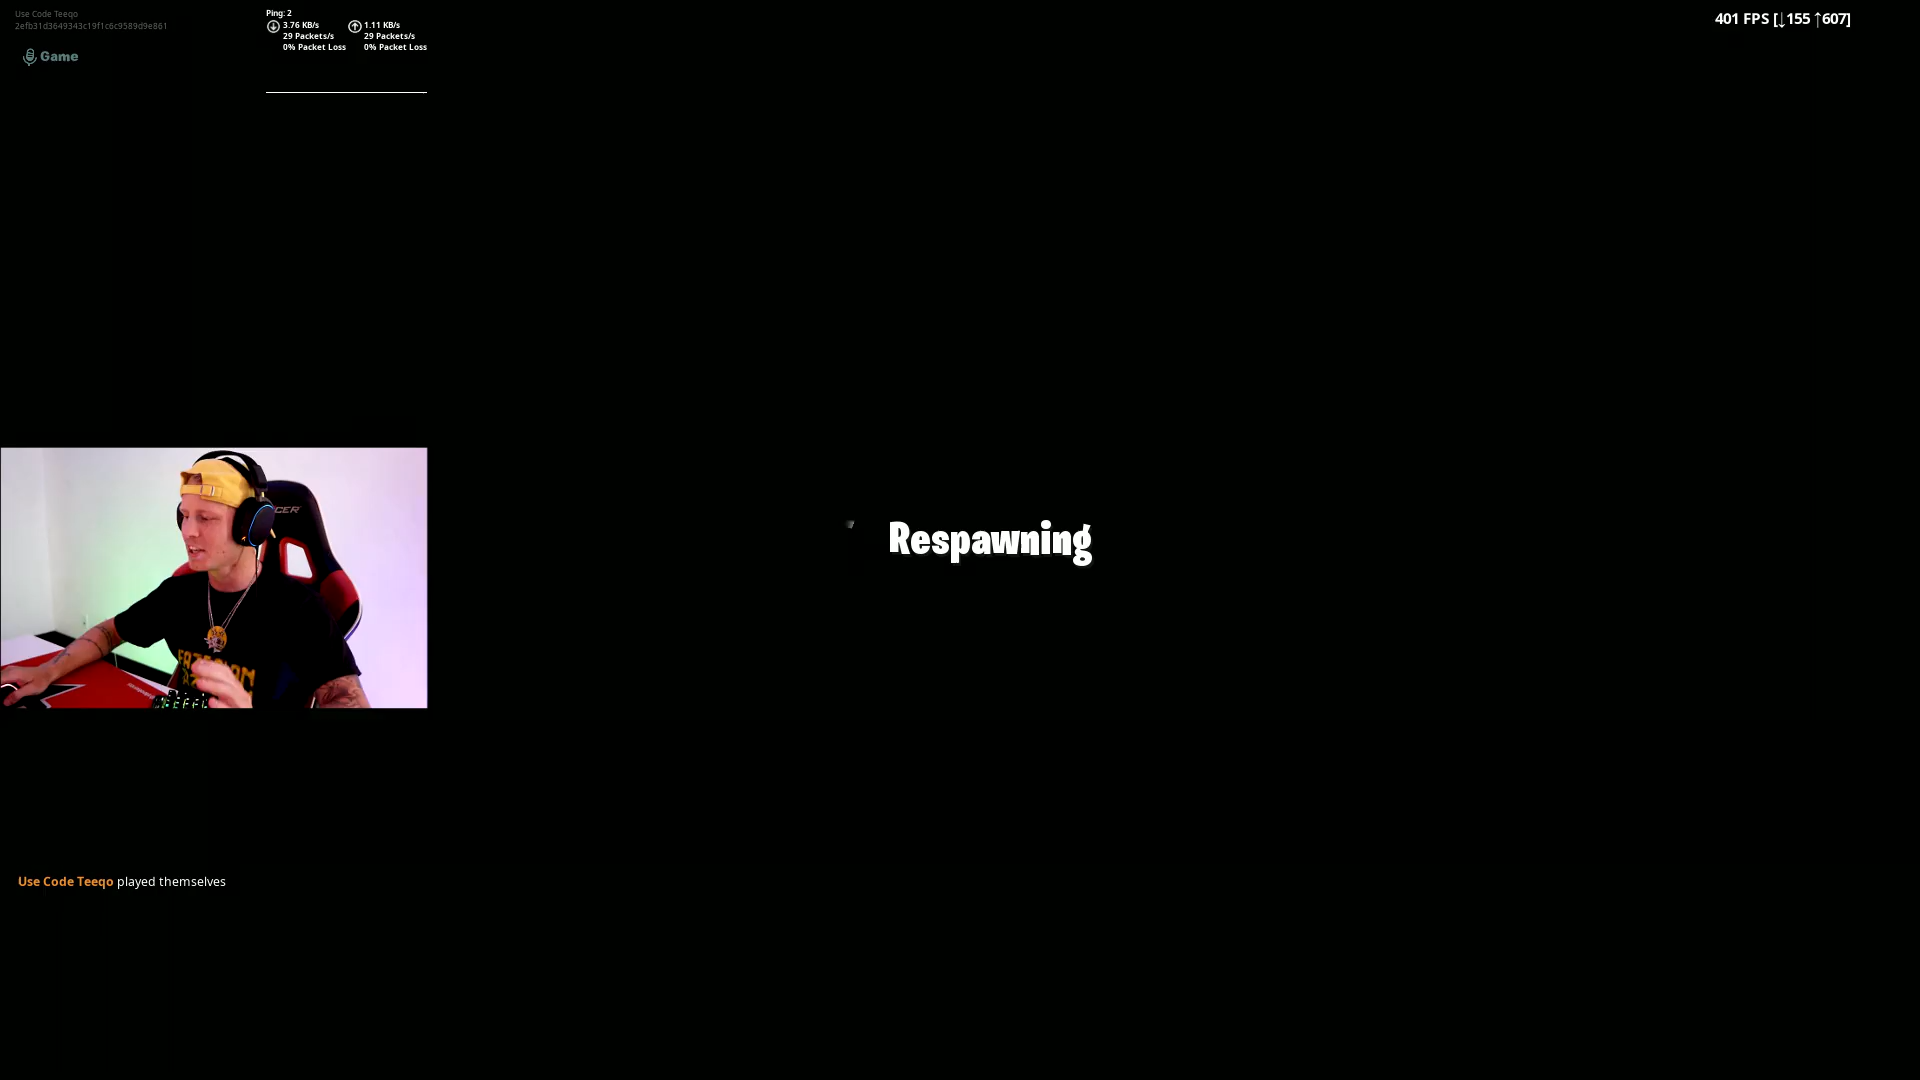 Use Code Teeqo
2efb31d3649343c19f1c6c9589d9e861
Game
Ping: 2
3.76 KB/s 1.11 KB/s
29 Packets/s 29 Packets/s
0% Packet Loss 0% Packet Loss
401 FPS [↓155 ↑607]
CER
Respawning
Use Code Teeqo played themselves